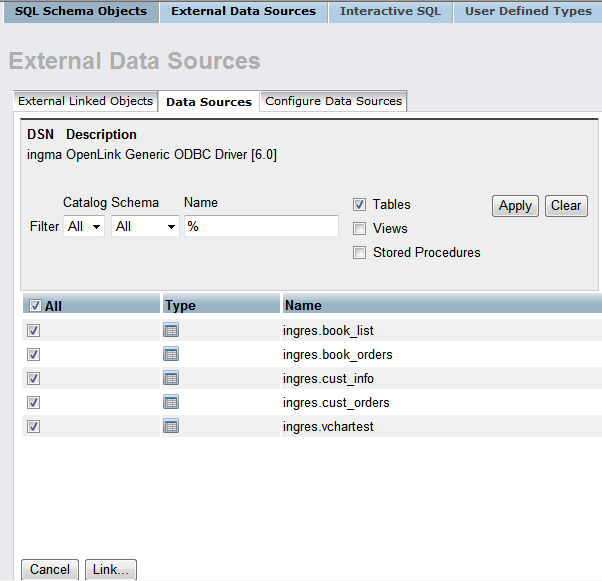 SQL Schema Objects External Data Sources Interactive SQL User Defined Types
External Data Sources
External Linked Objects Data Sources Configure Data Sources
DSN Description
ingma OpenLink Generic ODBC Driver [6.0]
Catalog Schema Name Tables Apply Clear
Filter All All % Views
Stored Procedures
All Type Name
ingres.book_list
ingres.book_orders
ingres.cust_info
ingres.cust_orders
ingres.vchartest
Cancel Link...